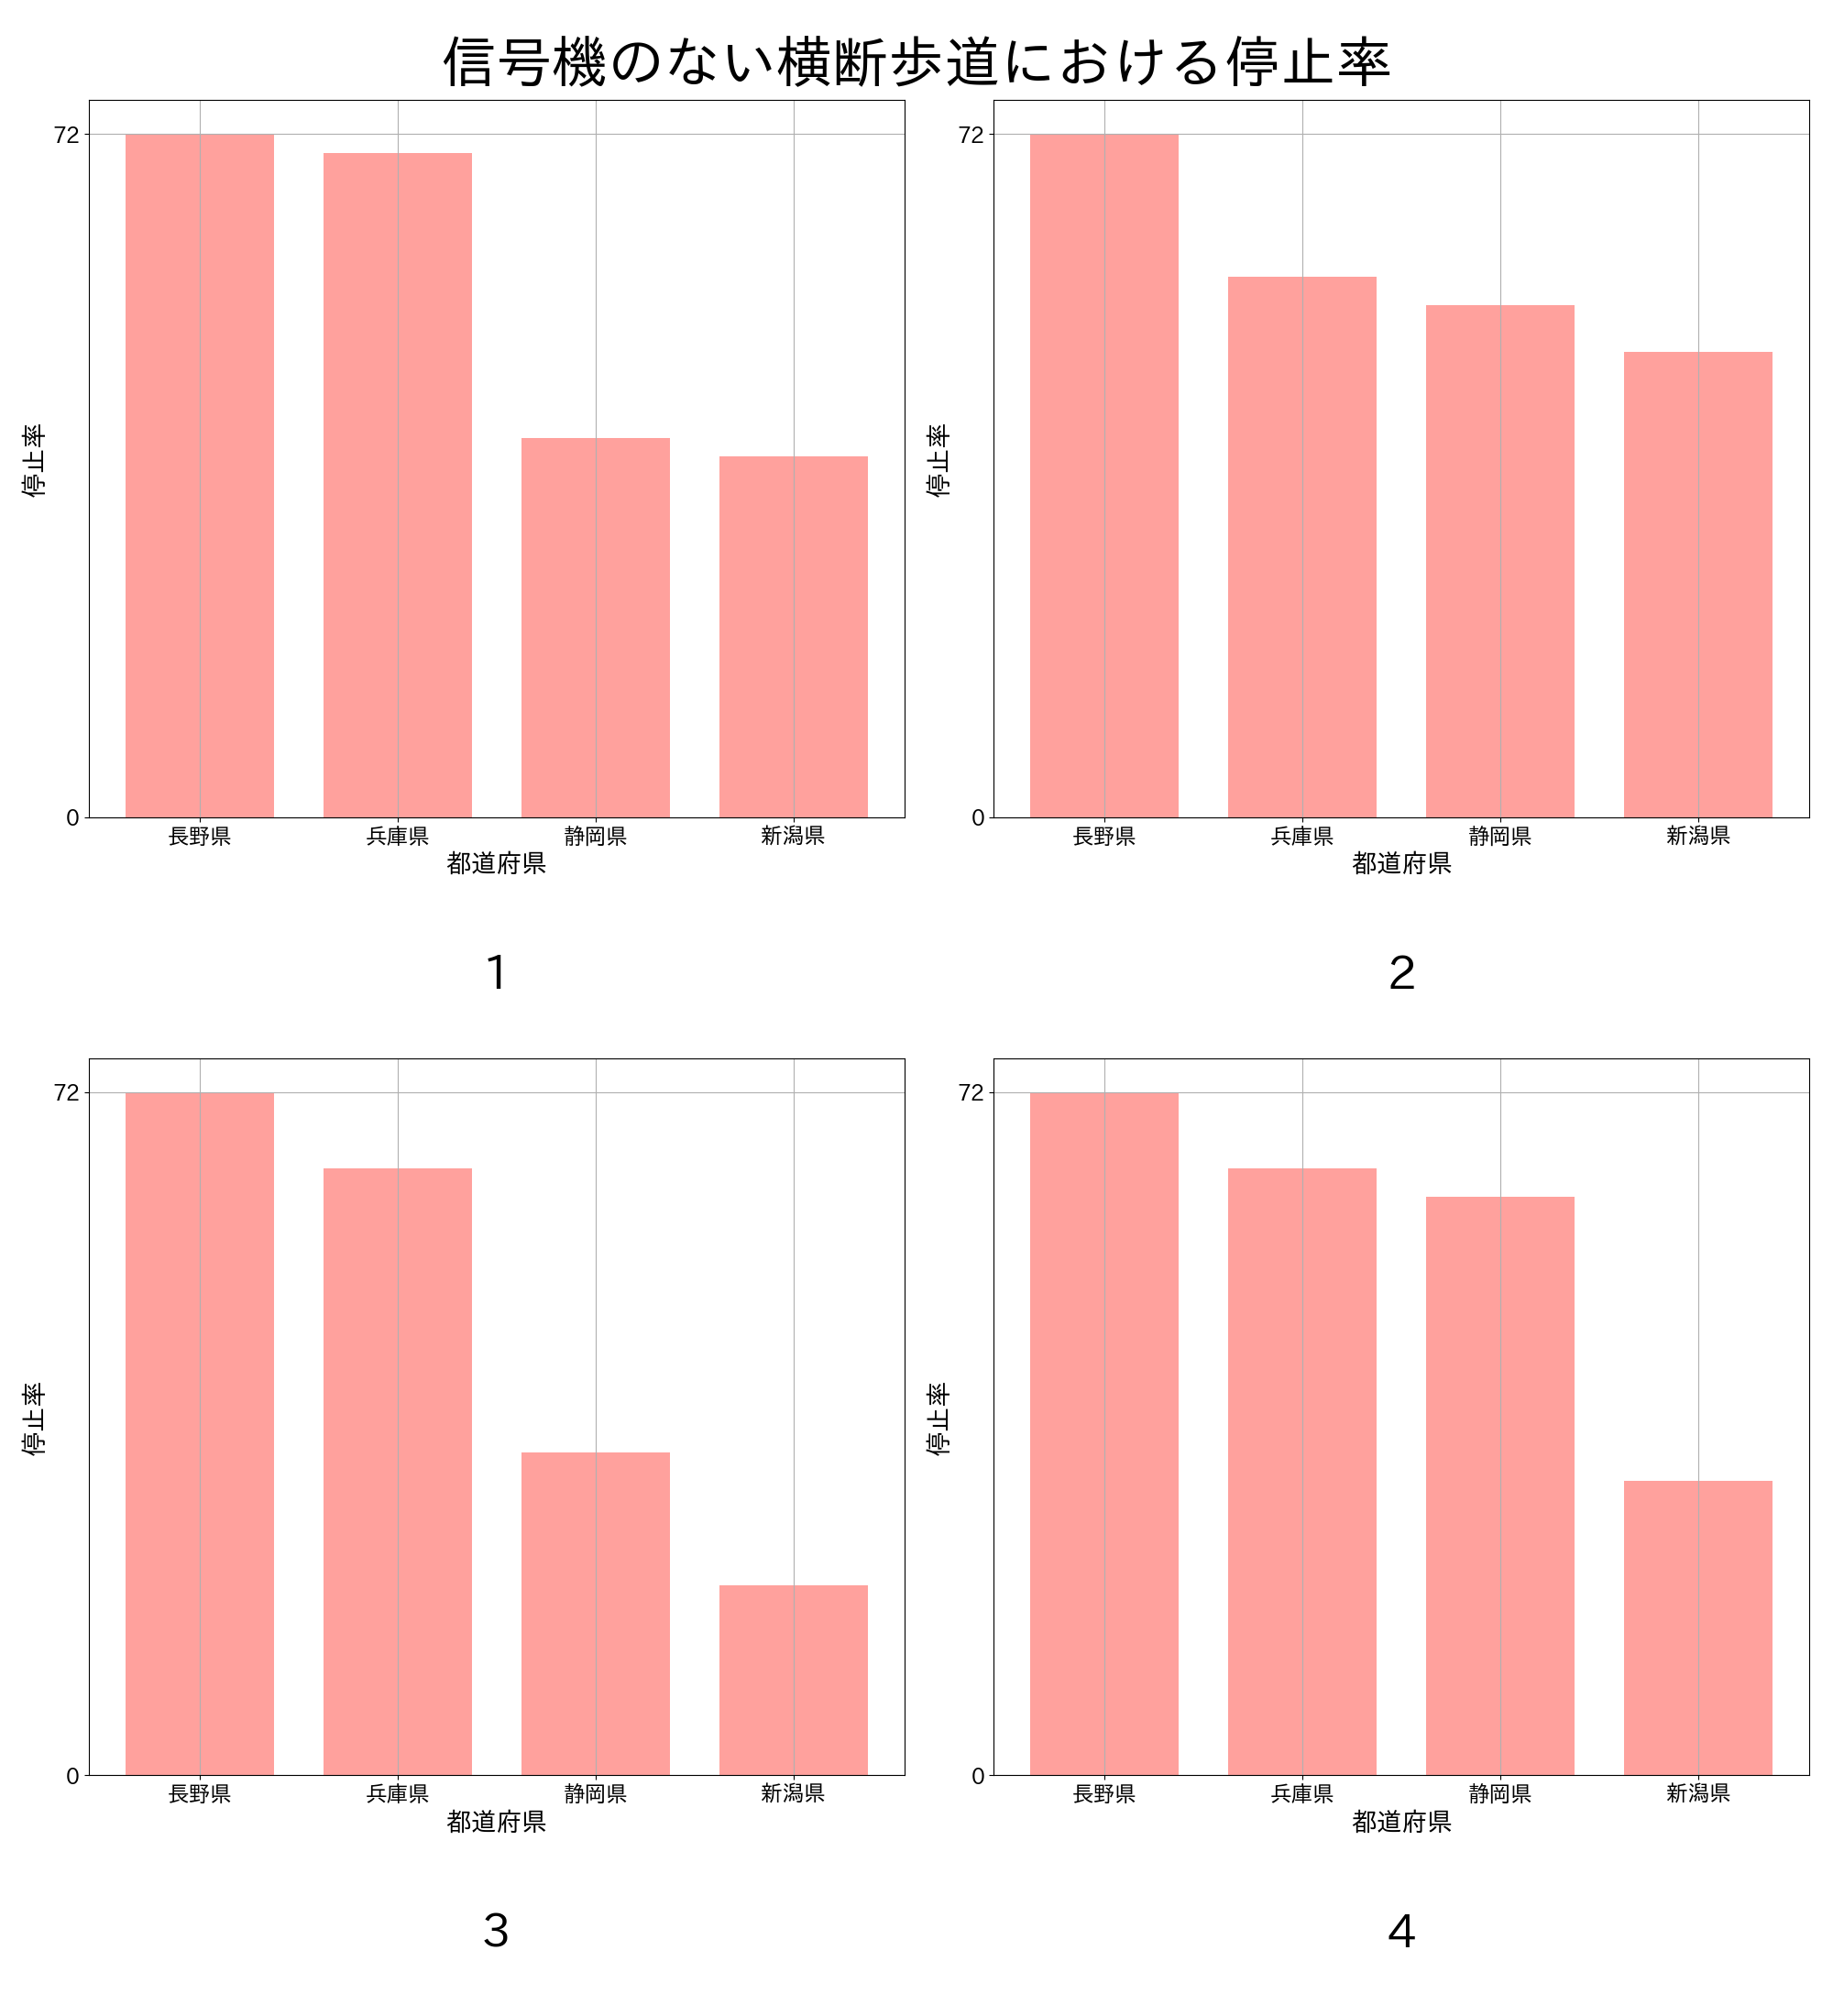 信号機のない横断歩道における停止率
72
0
停止率
長野県 兵庫県 静岡県 新潟県
都道府県
1
72
0
停止率
長野県 兵庫県 静岡県 新潟県
都道府県
2
72
0
停止率
長野県 兵庫県 静岡県 新潟県
都道府県
3
72
0
停止率
長野県 兵庫県 静岡県 新潟県
都道府県
4